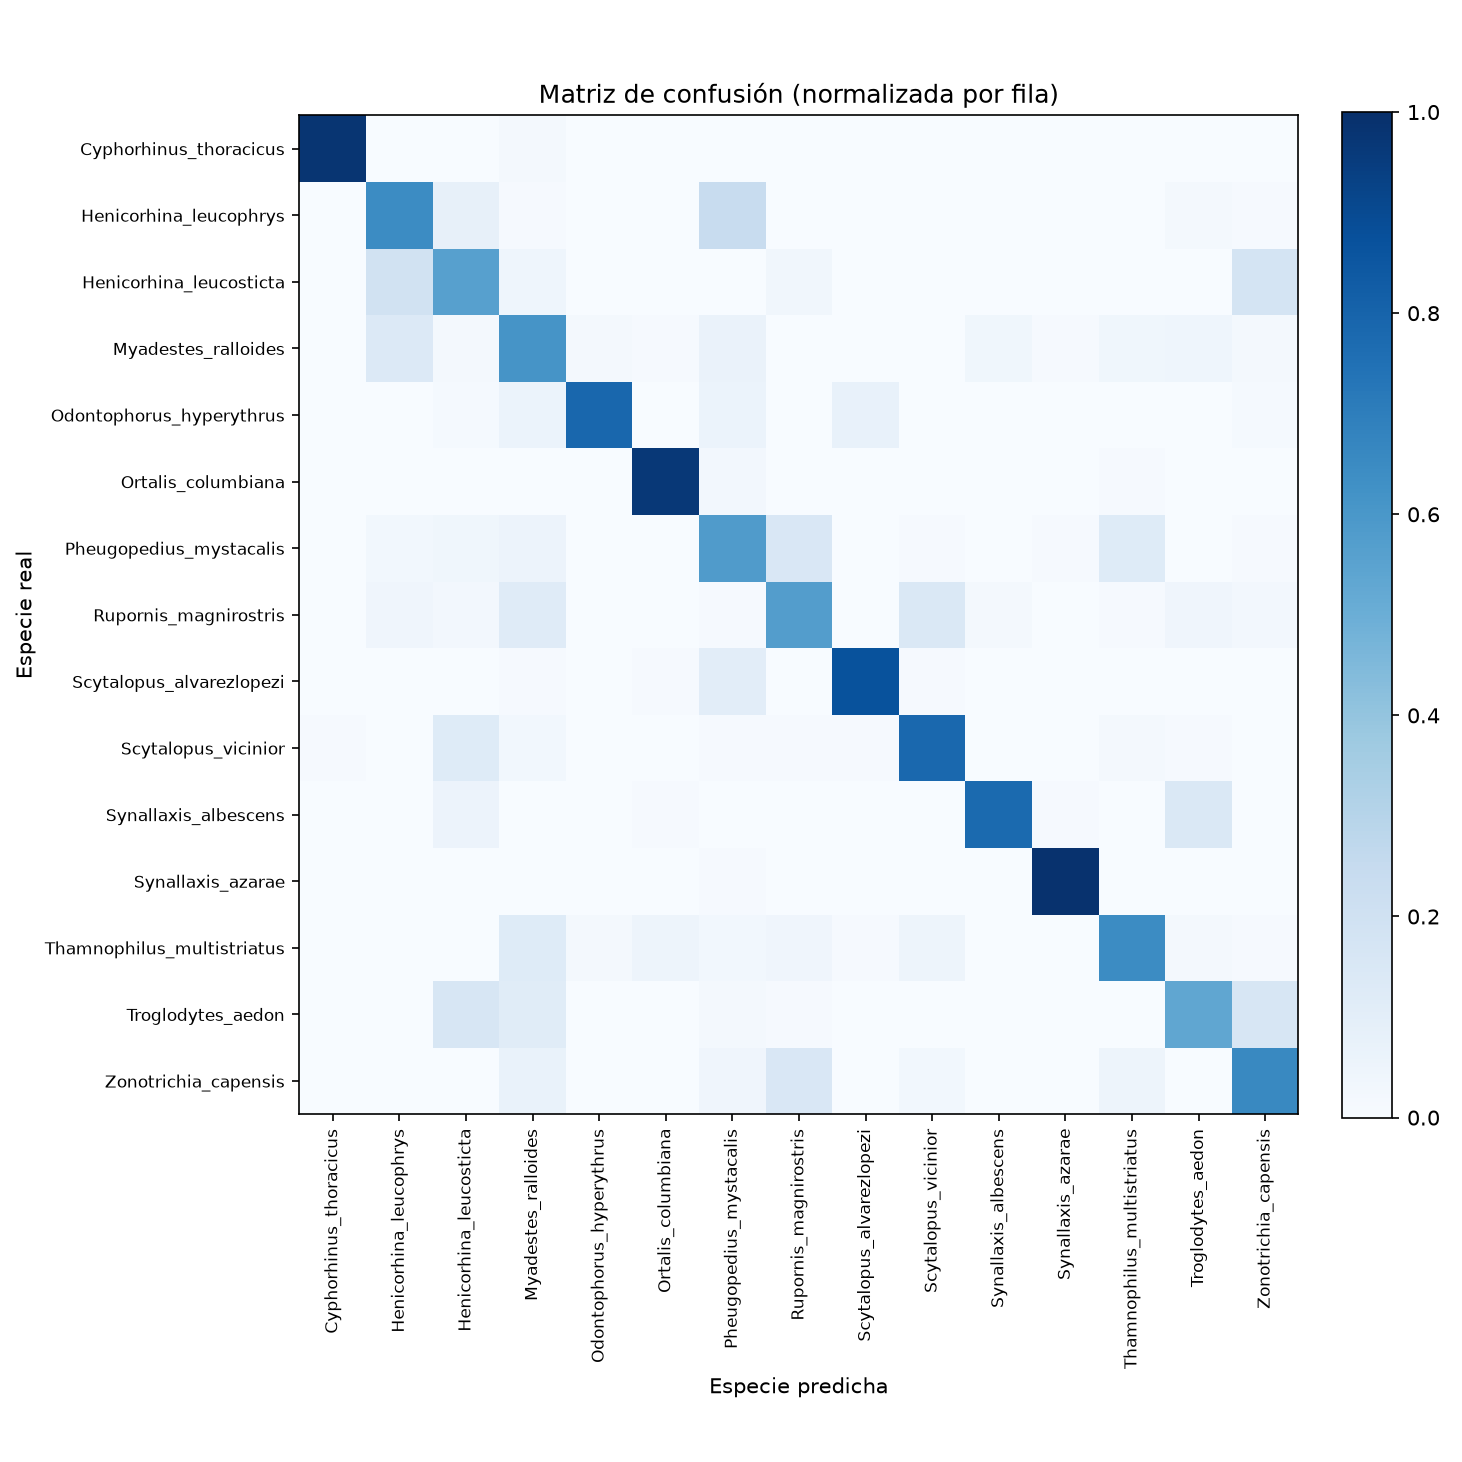 Matriz de confusión (normalizada por fila)
Especie real
Cyphorhinus_thoracicus
Henicorhina_leucophrys
Henicorhina_leucosticta
Myadestes_ralloides
Odontophorus_hyperythrus
Ortalis_columbiana
Pheugopedius_mystacalis
Rupornis_magnirostris
Scytalopus_alvarezlopezi
Scytalopus_vicinior
Synallaxis_albescens
Synallaxis_azarae
Thamnophilus_multistriatus
Troglodytes_aedon
Zonotrichia_capensis
Cyphorhinus_thoracicus
Henicorhina_leucophrys
Henicorhina_leucosticta
Myadestes_ralloides
Odontophorus_hyperythrus
Ortalis_columbiana
Pheugopedius_mystacalis
Rupornis_magnirostris
Scytalopus_alvarezlopezi
Scytalopus_vicinior
Synallaxis_albescens
Synallaxis_azarae
Thamnophilus_multistriatus
Troglodytes_aedon
Zonotrichia_capensis
Especie predicha
1.0
0.8
0.6
0.4
0.2
0.0